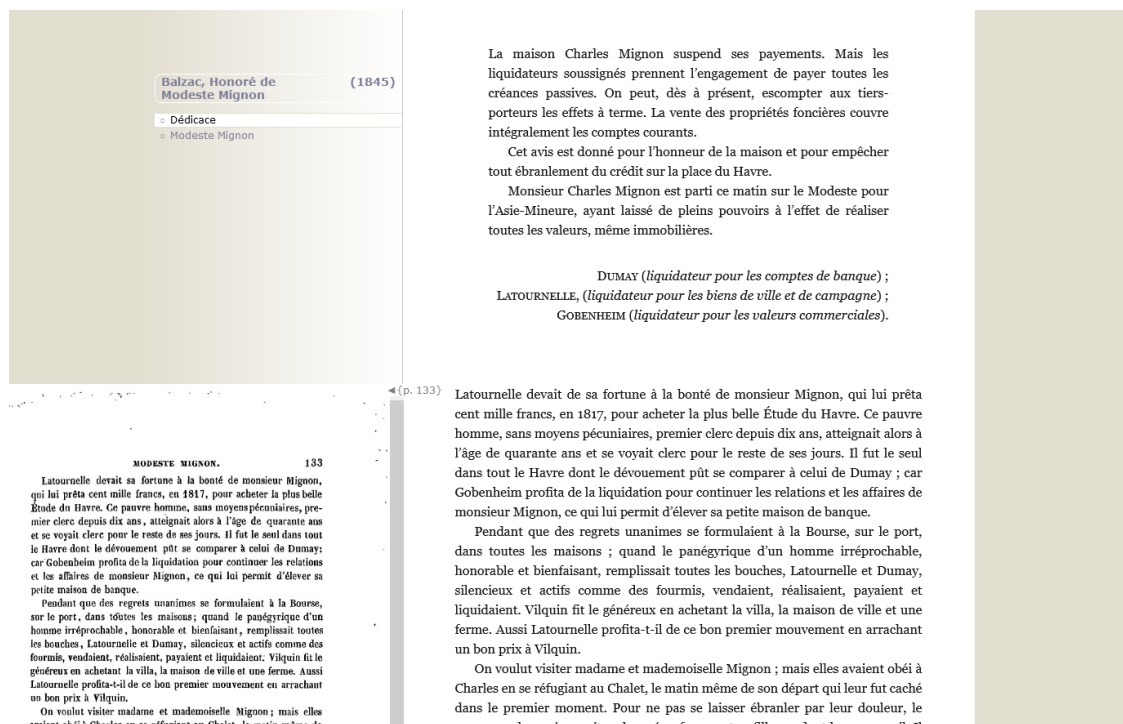 Balzac, Honoré de (1845)
Modeste Mignon
Dédicace
Modeste Mignon
La maison Charles Mignon suspend ses payements. Mais les
liquidateurs soussignés prennent l’engagement de payer toutes les
créances passives. On peut, dès à présent, escompter aux tiers-
porteurs les effets à terme. La vente des propriétés foncières couvre
intégralement les comptes courants.
Cet avis est donné pour l’honneur de la maison et pour empêcher
tout ébranlement du crédit sur la place du Havre.
Monsieur Charles Mignon est parti ce matin sur le Modeste pour
l’Asie-Mineure, ayant laissé de pleins pouvoirs à l’effet de réaliser
toutes les valeurs, même immobilières.
Dumay (liquidateur pour les comptes de banque) ;
Latournelle, (liquidateur pour les biens de ville et de campagne) ;
Gobenheim (liquidateur pour les valeurs commerciales).
◄{p. 133}
Latournelle devait de sa fortune à la bonté de monsieur Mignon, qui lui prêta
cent mille francs, en 1817, pour acheter la plus belle Étude du Havre. Ce pauvre
homme, sans moyens pécuniaires, premier clerc depuis dix ans, atteignait alors à
l’âge de quarante ans et se voyait clerc pour le reste de ses jours. Il fut le seul
dans tout le Havre dont le dévouement pût se comparer à celui de Dumay ; car
Gobenheim profita de la liquidation pour continuer les relations et les affaires de
monsieur Mignon, ce qui lui permit d’élever sa petite maison de banque.
Pendant que des regrets unanimes se formulaient à la Bourse, sur le port,
dans toutes les maisons ; quand le panégyrique d’un homme irréprochable,
honorable et bienfaisant, remplissait toutes les bouches, Latournelle et Dumay,
silencieux et actifs comme des fourmis, vendaient, réalisaient, payaient et
liquidaient. Vilquin fit le généreux en achetant la villa, la maison de ville et une
ferme. Aussi Latournelle profita-t-il de ce bon premier mouvement en arrachant
un bon prix à Vilquin.
On voulut visiter madame et mademoiselle Mignon ; mais elles avaient obéi à
Charles en se réfugiant au Chalet, le matin même de son départ qui leur fut caché
dans le premier moment. Pour ne pas se laisser ébranler par leur douleur, le
MODESTE MIGNON. 133
Latournelle devait de sa fortune à la bonté de monsieur Mignon,
qui lui prêta cent mille francs, en 1817, pour acheter la plus belle
Étude du Havre. Ce pauvre homme, sans moyens pécuniaires, pre-
mier clerc depuis dix ans, atteignait alors à l’âge de quarante ans
et se voyait clerc pour le reste de ses jours. Il fut le seul dans tout
le Havre dont le dévouement pût se comparer à celui de Dumay;
car Gobenheim profita de la liquidation pour continuer les relations
et les affaires de monsieur Mignon, ce qui lui permit d’élever sa
petite maison de banque.
Pendant que des regrets unanimes se formulaient à la Bourse,
sur le port, dans toutes les maisons; quand le panégyrique d’un
homme irréprochable, honorable et bienfaisant, remplissait toutes
les bouches, Latournelle et Dumay, silencieux et actifs comme des
fourmis, vendaient, réalisaient, payaient et liquidaient. Vilquin fit le
généreux en achetant la villa, la maison de ville et une ferme. Aussi
Latournelle profita-t-il de ce bon premier mouvement en arrachant
un bon prix à Vilquin.
On voulut visiter madame et mademoiselle Mignon; mais elles